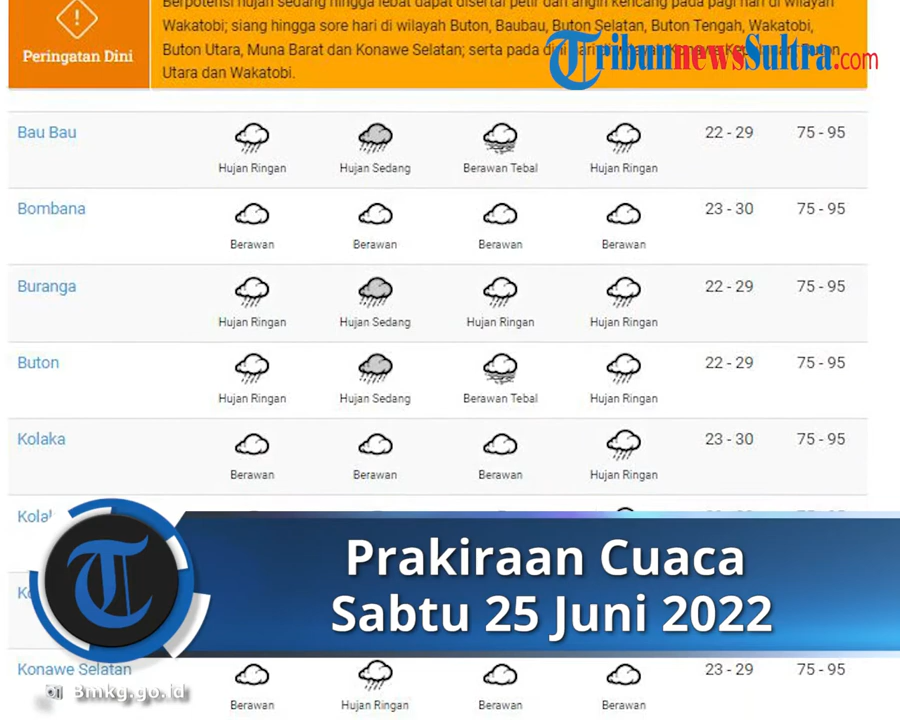 Berpotensi hujan sedang hingga lebat dapat disertai petir dan angin kencang pada pagi hari di wilayah
Wakatobi; siang hingga sore hari di wilayah Buton, Baubau, Buton Selatan, Buton Tengah, Wakatobi,
Peringatan Dini
Buton Utara, Muna Barat dan Konawe Selatan; serta pada dini hari di wilayah Konawe Kepulauan, Buton
Utara dan Wakatobi.
TribunnewsSultra.com
Bau Bau 22 - 29 75 - 95
Hujan Ringan Hujan Sedang Berawan Tebal Hujan Ringan
Bombana 23 - 30 75 - 95
Berawan Berawan Berawan Berawan
Buranga 22 - 29 75 - 95
Hujan Ringan Hujan Sedang Hujan Ringan Hujan Ringan
Buton 22 - 29 75 - 95
Hujan Ringan Hujan Sedang Berawan Tebal Hujan Ringan
Kolaka 23 - 30 75 - 95
Berawan Berawan Berawan Hujan Ringan
Prakiraan Cuaca
Sabtu 25 Juni 2022
Konawe Selatan 23 - 29 75 - 95
Bmkg.go.id
Berawan Hujan Ringan Berawan Berawan